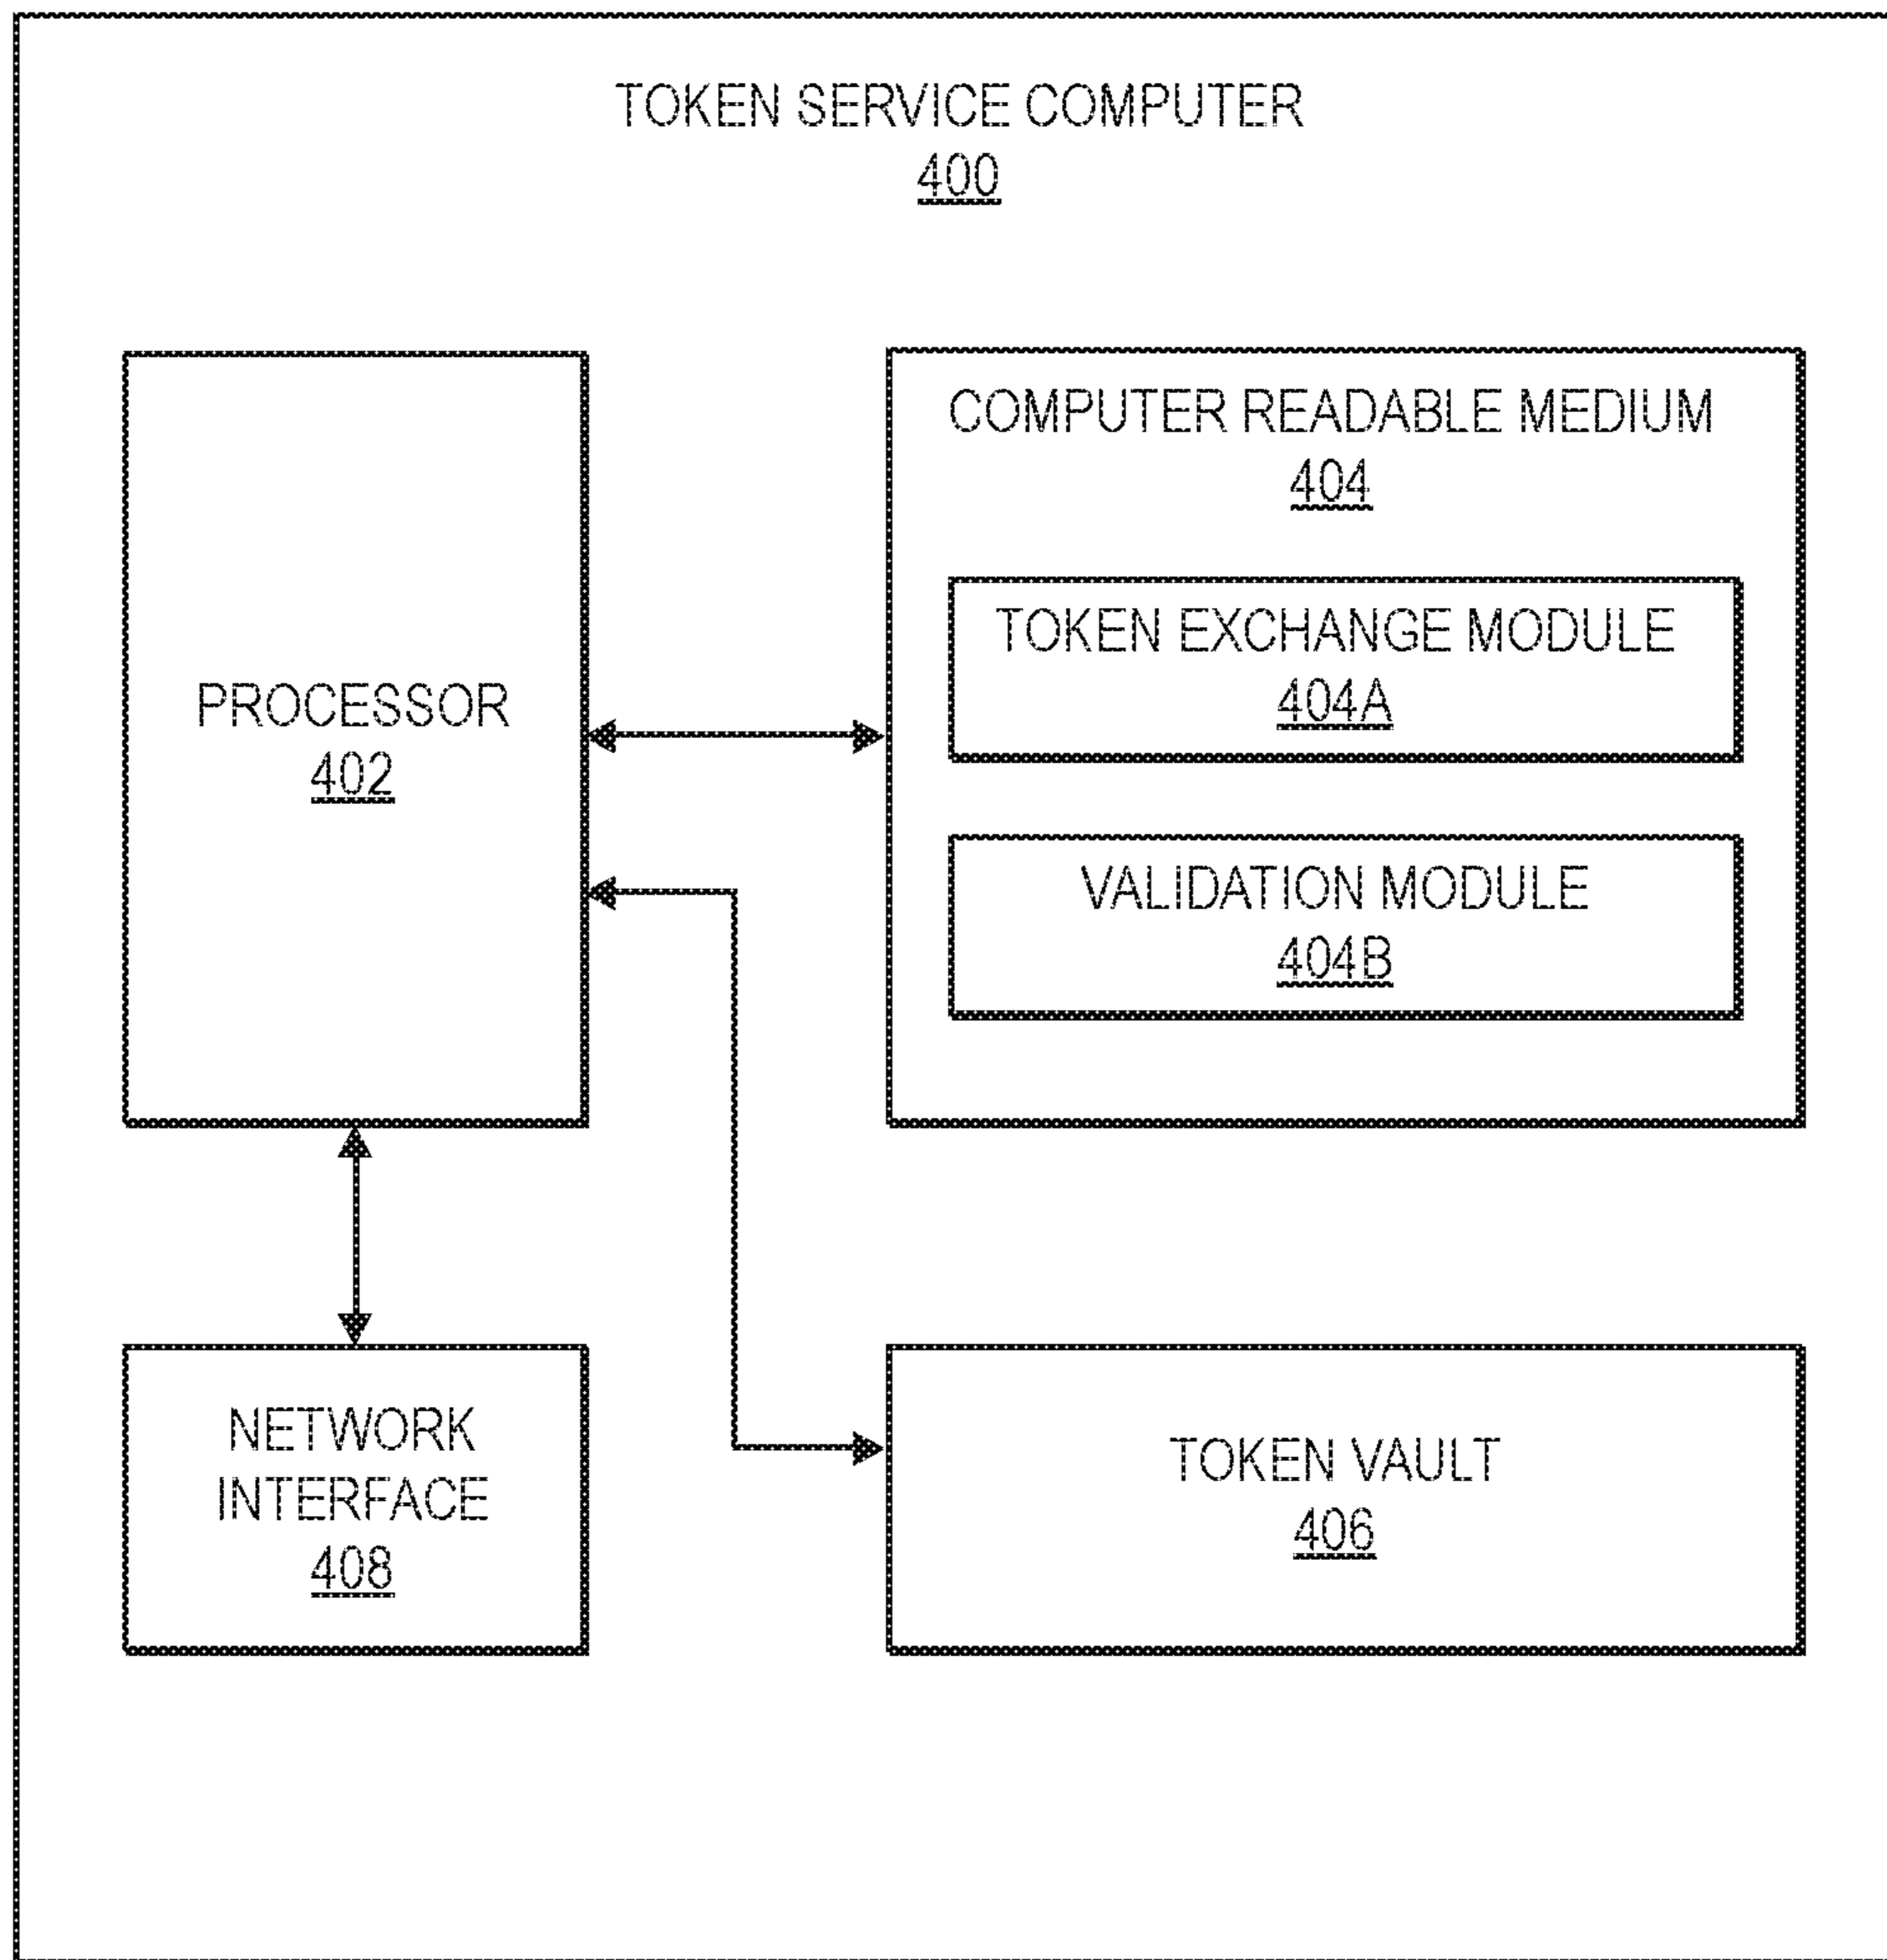 TOKEN SERVICE COMPUTER
400
PROCESSOR
402
COMPUTER READABLE MEDIUM
404
TOKEN EXCHANGE MODULE
404A
VALIDATION MODULE
404B
NETWORK
INTERFACE
408
TOKEN VAULT
406